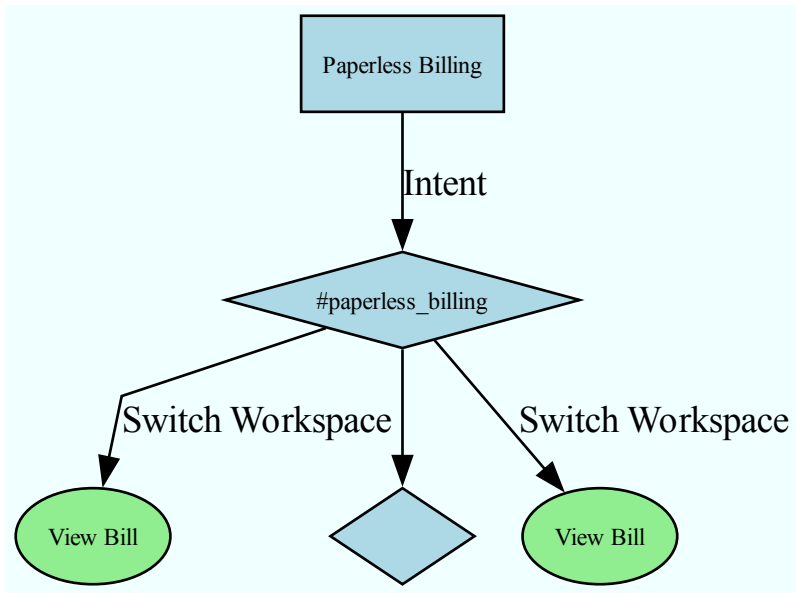 Paperless Billing
Intent
#paperless_billing
Switch Workspace
Switch Workspace
View Bill
View Bill